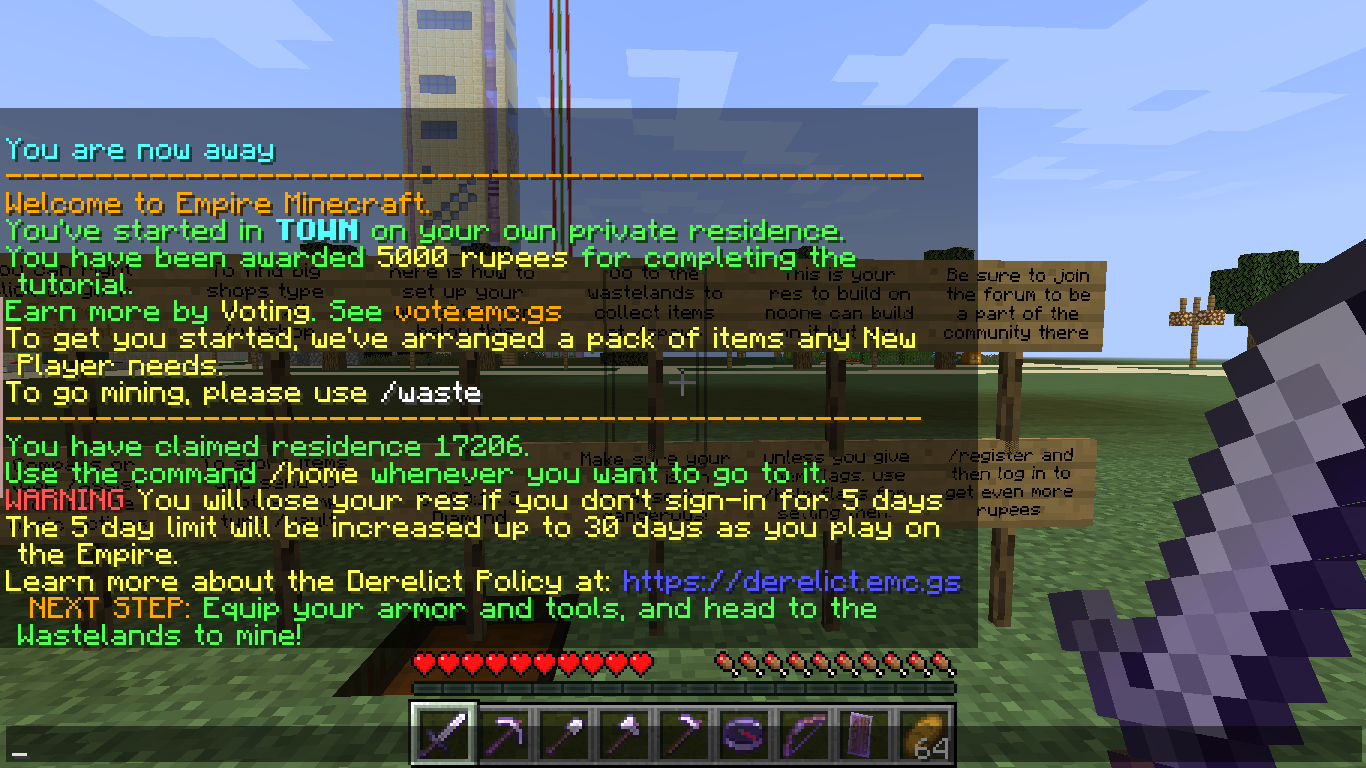 You are now away
-----------------------------------------------------
Welcome to Empire Minecraft.
You've started in TOWN on your own private residence.
You have been awarded 5000 rupees for completing the
tutorial.
Earn more by Voting. See vote.emc.gs
To get you started, we've arranged a pack of items any New
Player needs.
To go mining, please use /waste
-----------------------------------------------------
You have claimed residence 17206.
Use the command /home whenever you want to go to it.
WARNING You will lose your res if you don't sign-in for 5 days
The 5 day limit will be increased up to 30 days as you play on
the Empire.
Learn more about the Derelict Policy at: https://derelict.emc.gs
NEXT STEP: Equip your armor and tools, and head to the
Wastelands to mine!
To find big
shops type
here is how to
set up your
below this
Go to the
wastelands to
collect items
This is your
res to build on
noone can build
on it but you
Be sure to join
the forum to be
a part of the
community there
Make sure your
unless you give
flags. use
/register and
then log in to
get even more
rupees
64
_